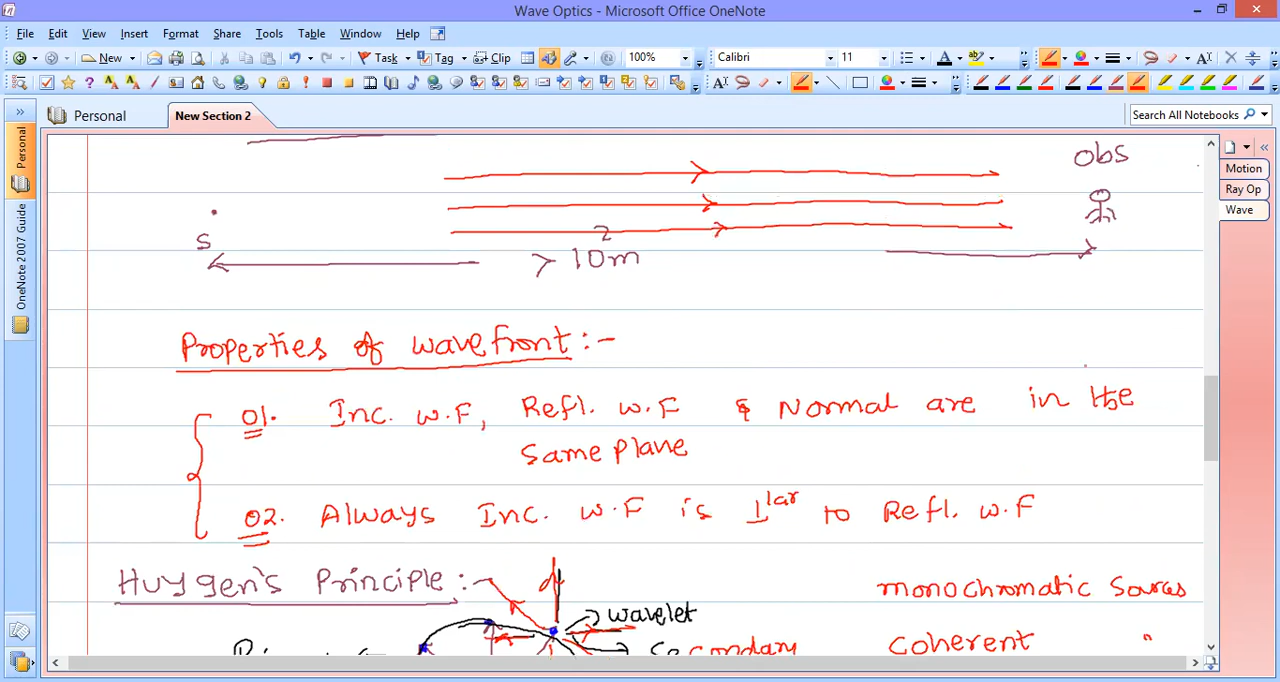 Wave Optics - Microsoft Office OneNote
File Edit View Insert Format Share Tools Table Window Help
New Task Tag Clip 100% Calibri 11
Personal New Section 2 Search All Notebooks
Personal
OneNote 2007 Guide
Motion
Ray Op
Wave
obs
S
> 10² m
Properties of wavefront:-
01. Inc. W.F, Refl. W.F & Normal are in the
same plane
02. Always Inc. W.F is ⊥lar to Refl. W.F
Huygen's Principle:-
monochromatic sources
wavelet
secondary
coherent